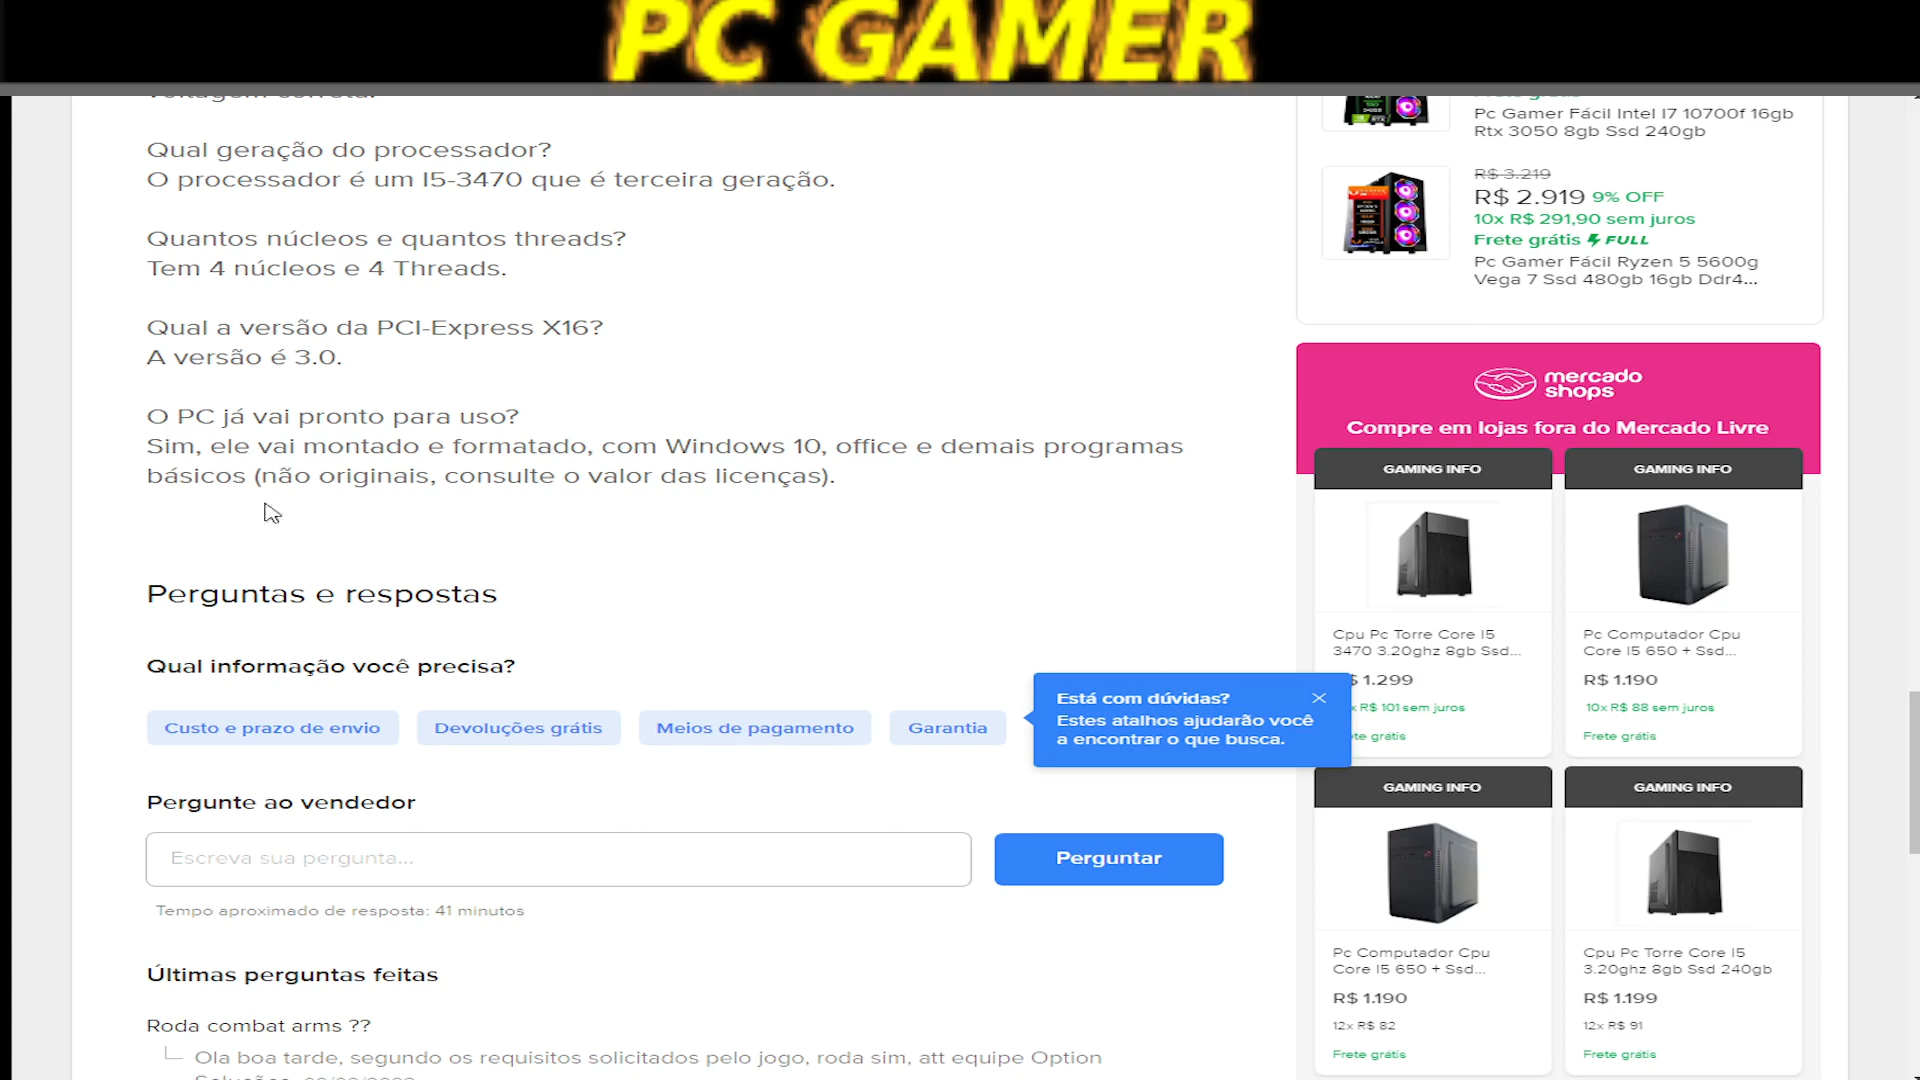 PC GAMER
Voltagem correta.
Qual geração do processador?
O processador é um I5-3470 que é terceira geração.
Quantos núcleos e quantos threads?
Tem 4 núcleos e 4 Threads.
Qual a versão da PCI-Express X16?
A versão é 3.0.
O PC já vai pronto para uso?
Sim, ele vai montado e formatado, com Windows 10, office e demais programas
básicos (não originais, consulte o valor das licenças).
Perguntas e respostas
Qual informação você precisa?
Custo e prazo de envio
Devoluções grátis
Meios de pagamento
Garantia
Está com dúvidas?
Estes atalhos ajudarão você
a encontrar o que busca.
Pergunte ao vendedor
Escreva sua pergunta...
Perguntar
Tempo aproximado de resposta: 41 minutos
Últimas perguntas feitas
Roda combat arms ??
Ola boa tarde, segundo os requisitos solicitados pelo jogo, roda sim, att equipe Option
Frete grátis
Pc Gamer Fácil Intel I7 10700f 16gb
Rtx 3050 8gb Ssd 240gb
R$ 3.219
R$ 2.919 9% OFF
10x R$ 291,90 sem juros
Frete grátis FULL
Pc Gamer Fácil Ryzen 5 5600g
Vega 7 Ssd 480gb 16gb Ddr4...
mercado
shops
Compre em lojas fora do Mercado Livre
GAMING INFO
Cpu Pc Torre Core I5
3470 3.20ghz 8gb Ssd...
$ 1.299
x R$ 101 sem juros
te grátis
GAMING INFO
Pc Computador Cpu
Core I5 650 + Ssd...
R$ 1.190
10x R$ 88 sem juros
Frete grátis
GAMING INFO
Pc Computador Cpu
Core I5 650 + Ssd...
R$ 1.190
12x R$ 82
Frete grátis
GAMING INFO
Cpu Pc Torre Core I5
3.20ghz 8gb Ssd 240gb
R$ 1.199
12x R$ 91
Frete grátis